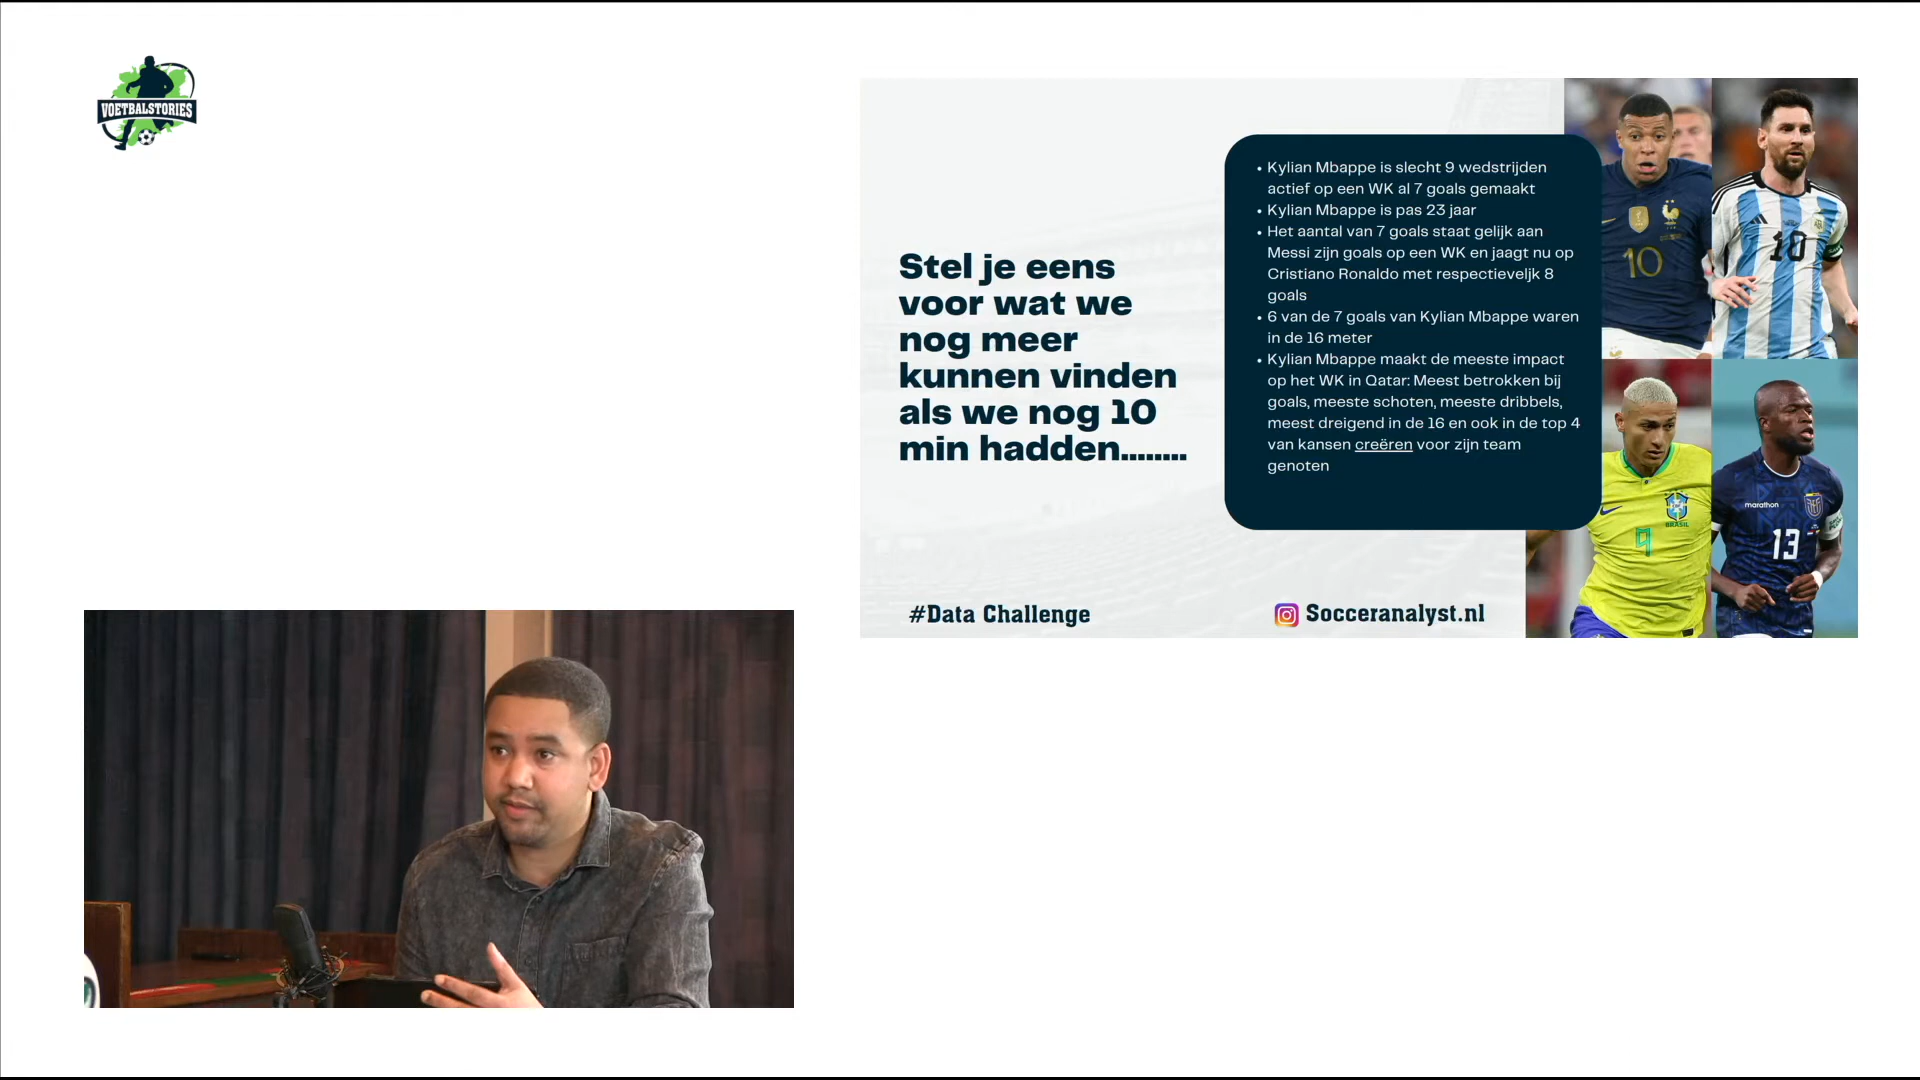 VOETBALSTORIES
Stel je eens
voor wat we
nog meer
kunnen vinden
als we nog 10
min hadden........
• Kylian Mbappe is slecht 9 wedstrijden
actief op een WK al 7 goals gemaakt
• Kylian Mbappe is pas 23 jaar
• Het aantal van 7 goals staat gelijk aan
Messi zijn goals op een WK en jaagt nu op
Cristiano Ronaldo met respectieveljk 8
goals
• 6 van de 7 goals van Kylian Mbappe waren
in de 16 meter
• Kylian Mbappe maakt de meeste impact
op het WK in Qatar: Meest betrokken bij
goals, meeste schoten, meeste dribbels,
meest dreigend in de 16 en ook in de top 4
van kansen creëren voor zijn team
genoten
10
10
BRASIL
9
marathon
13
#Data Challenge
Socceranalyst.nl